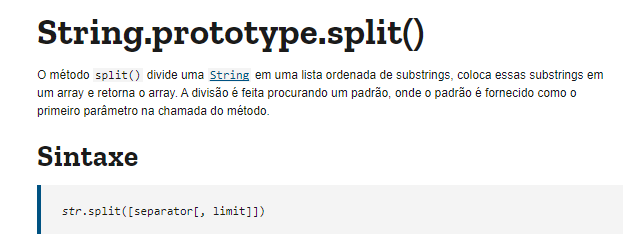 String.prototype.split()
O método split() divide uma String em uma lista ordenada de substrings, coloca essas substrings em
um array e retorna o array. A divisão é feita procurando um padrão, onde o padrão é fornecido como o
primeiro parâmetro na chamada do método.
Sintaxe
str.split([separator[, limit]])